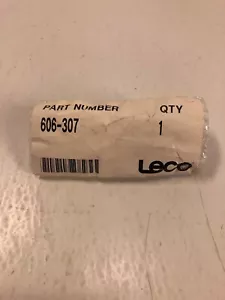 PART NUMBER QTY
606-307 1
LECO